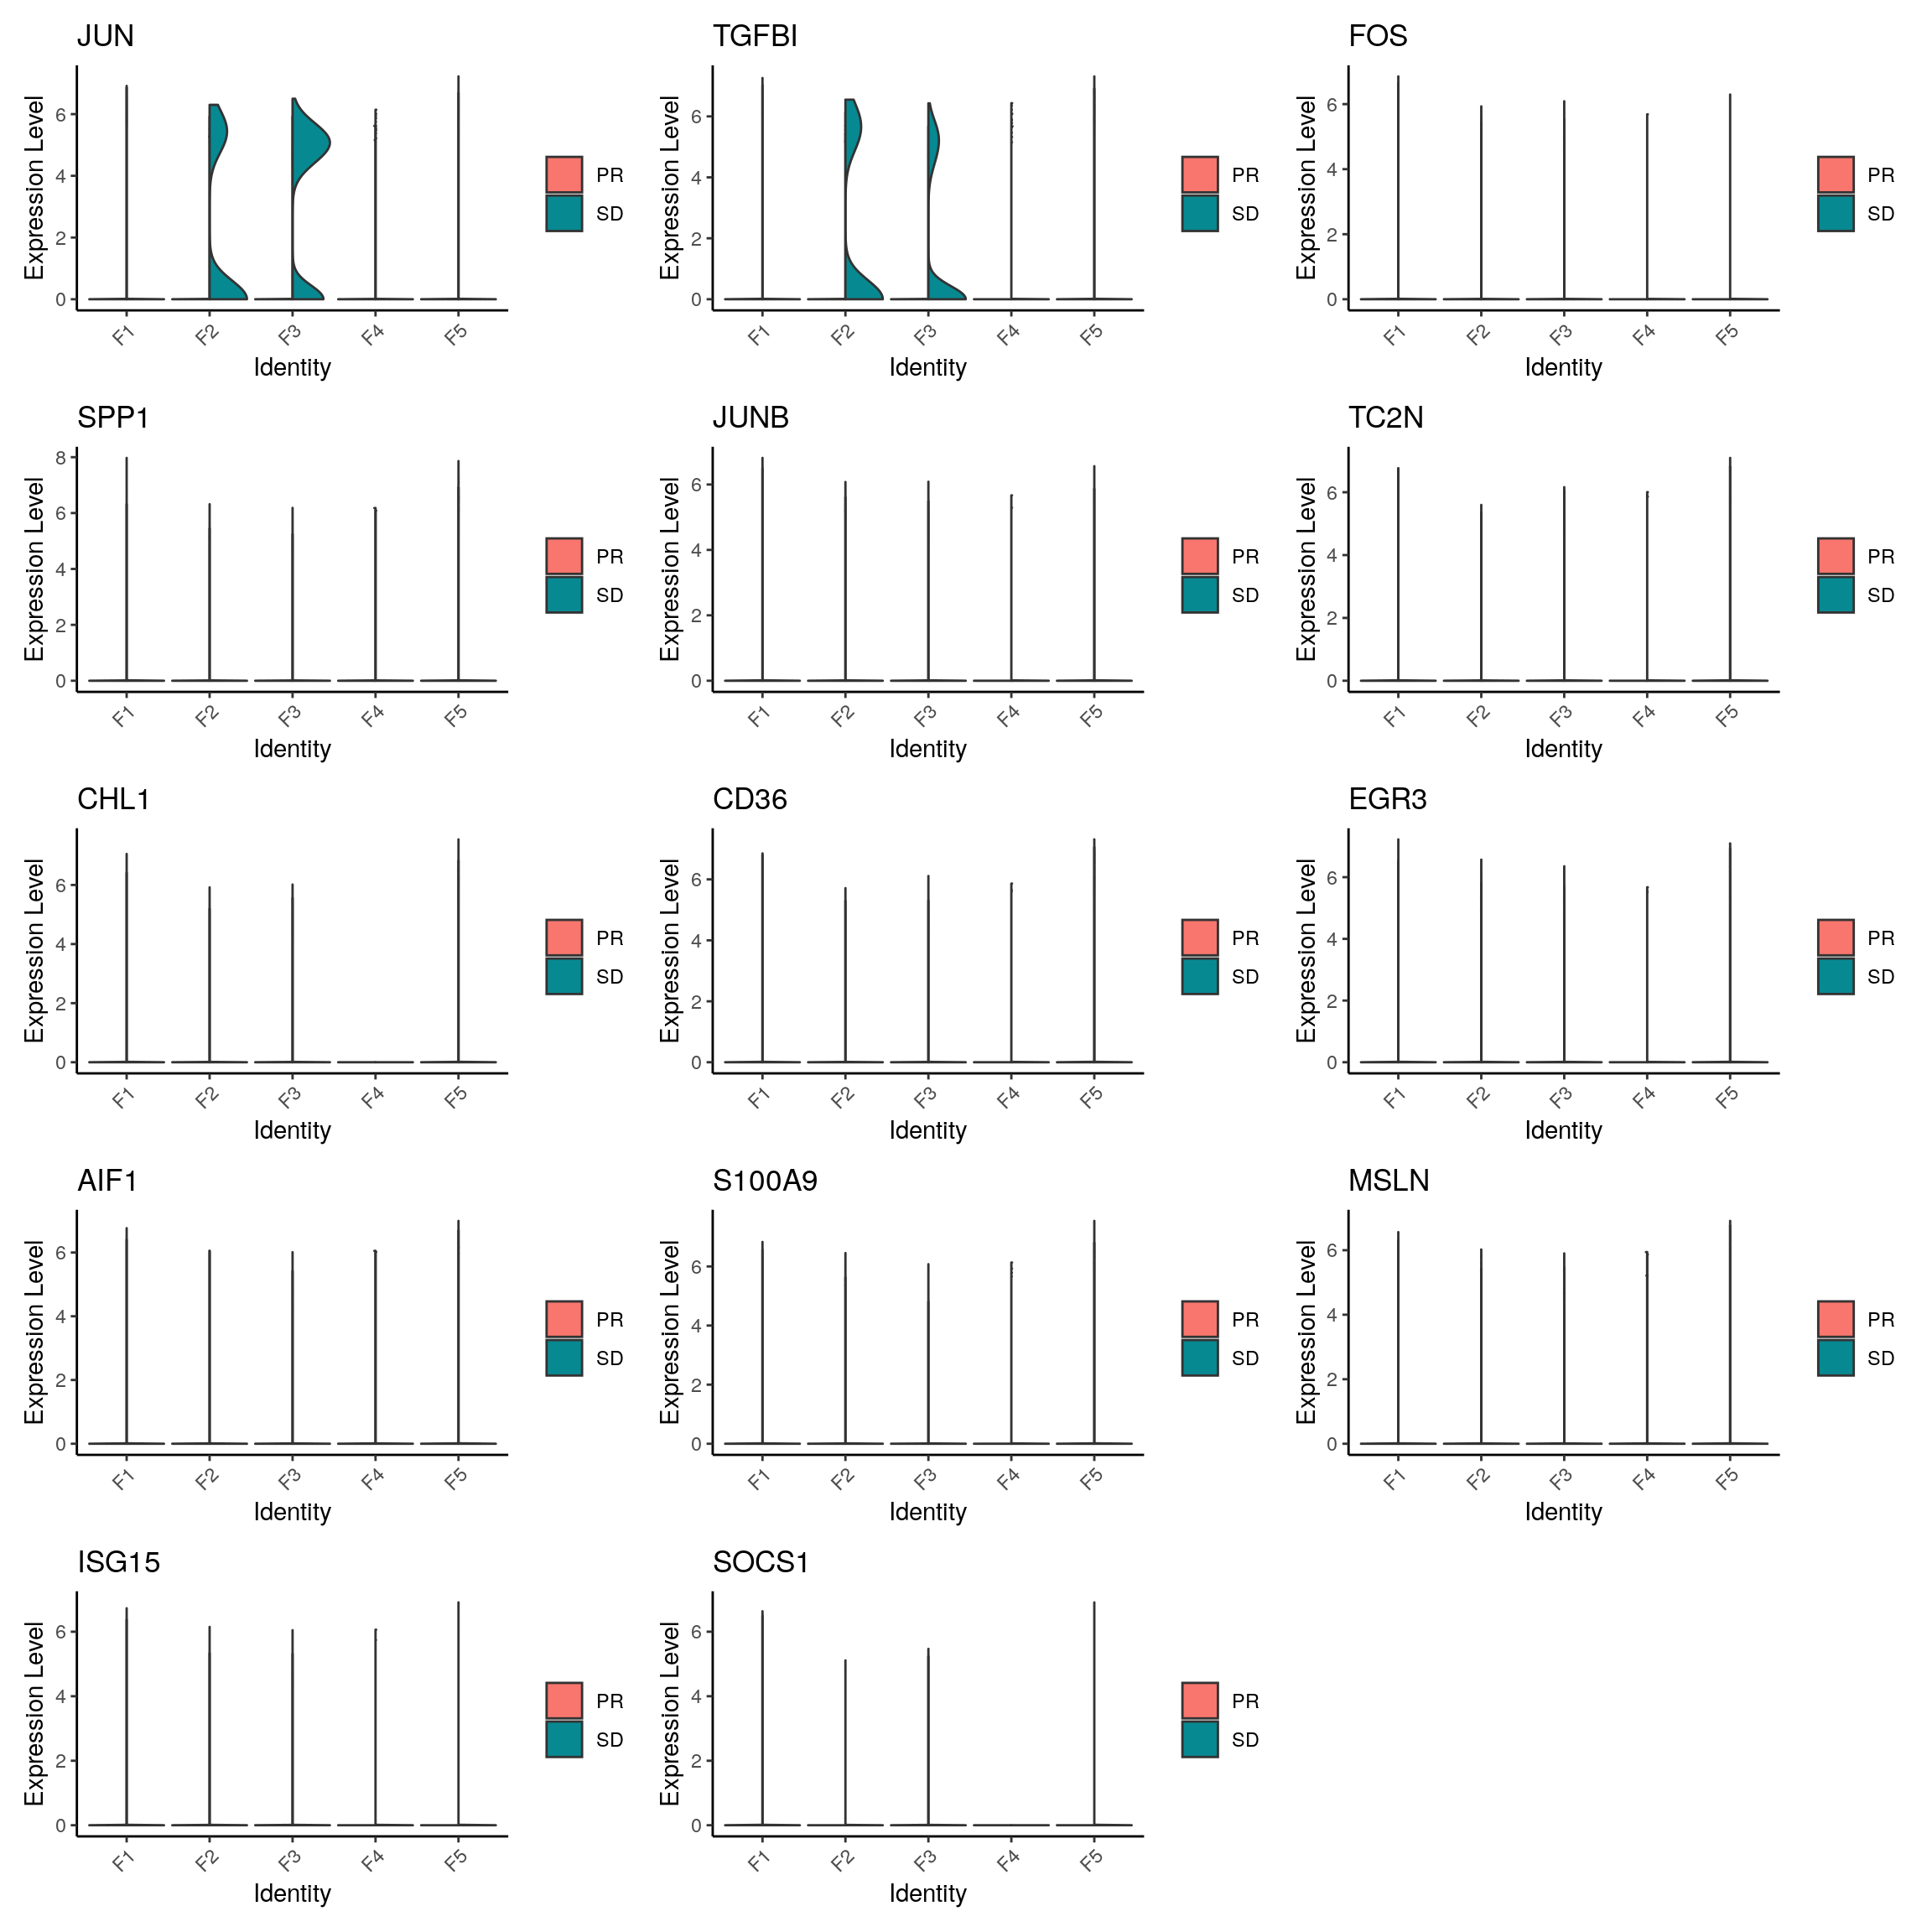 JUN
Expression Level
6
4
2
0
F1 F2 F3 F4 F5
Identity
PR
SD
TGFBI
Expression Level
6
4
2
0
F1 F2 F3 F4 F5
Identity
PR
SD
FOS
Expression Level
6
4
2
0
F1 F2 F3 F4 F5
Identity
PR
SD
SPP1
Expression Level
8
6
4
2
0
F1 F2 F3 F4 F5
Identity
PR
SD
JUNB
Expression Level
6
4
2
0
F1 F2 F3 F4 F5
Identity
PR
SD
TC2N
Expression Level
6
4
2
0
F1 F2 F3 F4 F5
Identity
PR
SD
CHL1
Expression Level
6
4
2
0
F1 F2 F3 F4 F5
Identity
PR
SD
CD36
Expression Level
6
4
2
0
F1 F2 F3 F4 F5
Identity
PR
SD
EGR3
Expression Level
6
4
2
0
F1 F2 F3 F4 F5
Identity
PR
SD
AIF1
Expression Level
6
4
2
0
F1 F2 F3 F4 F5
Identity
PR
SD
S100A9
Expression Level
6
4
2
0
F1 F2 F3 F4 F5
Identity
PR
SD
MSLN
Expression Level
6
4
2
0
F1 F2 F3 F4 F5
Identity
PR
SD
ISG15
Expression Level
6
4
2
0
F1 F2 F3 F4 F5
Identity
PR
SD
SOCS1
Expression Level
6
4
2
0
F1 F2 F3 F4 F5
Identity
PR
SD